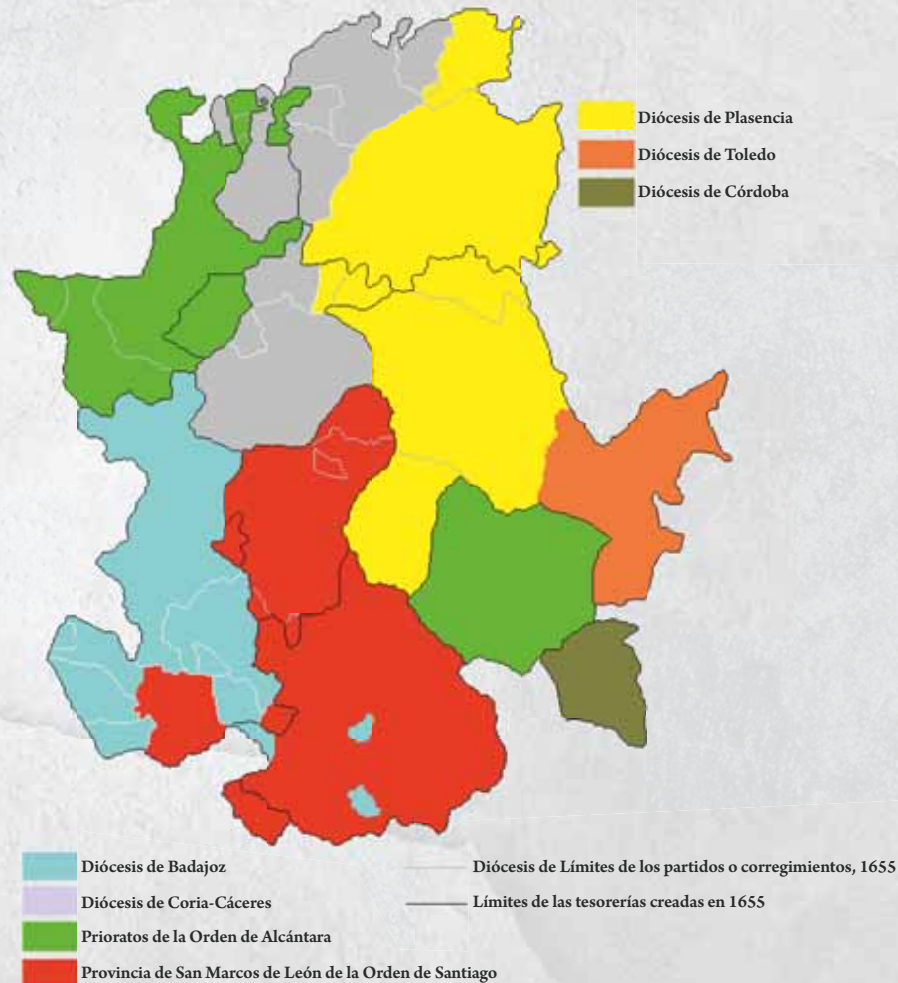 Diócesis de Plasencia
Diócesis de Toledo
Diócesis de Córdoba
Diócesis de Badajoz
Diócesis de Coria-Cáceres
Prioratos de la Orden de Alcántara
Provincia de San Marcos de León de la Orden de Santiago
Diócesis de Límites de los partidos o corregimientos, 1655
Límites de las tesorerías creadas en 1655